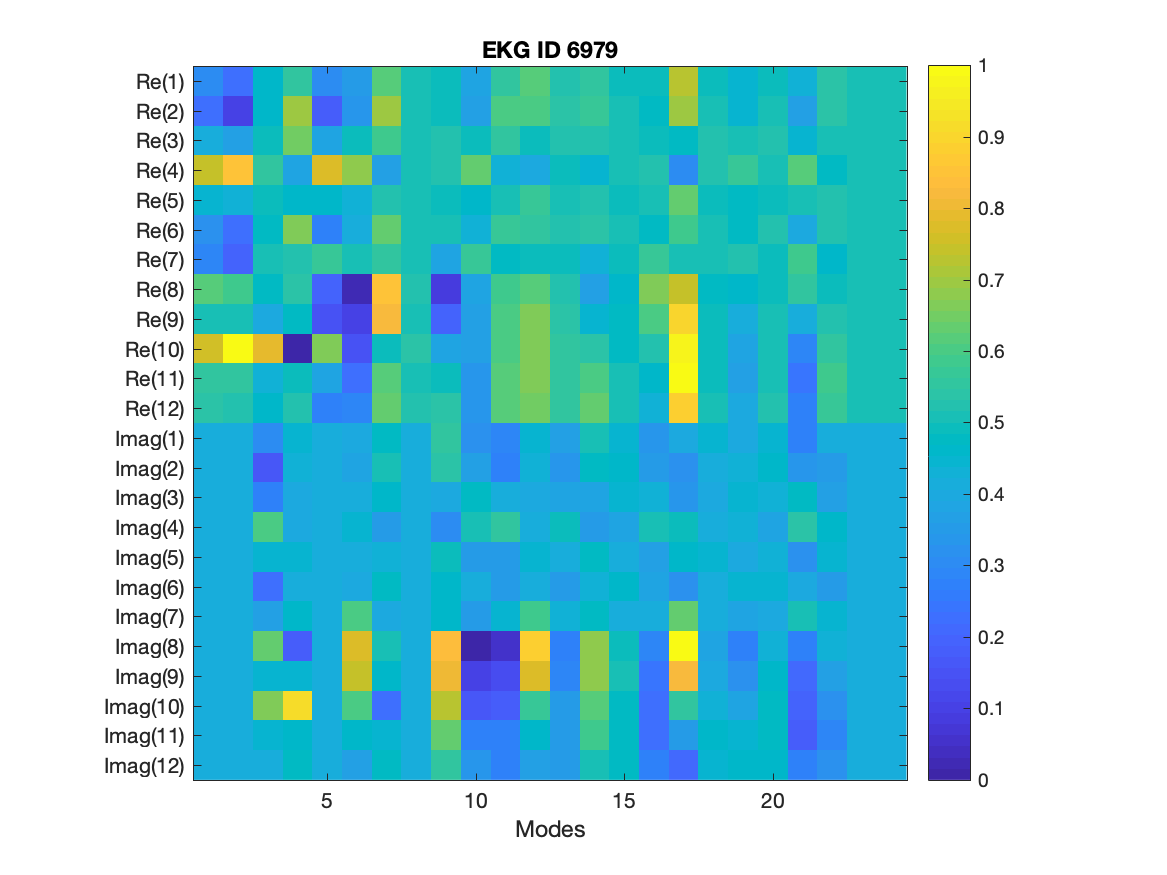 EKG ID 6979
Re(1)
Re(2)
Re(3)
Re(4)
Re(5)
Re(6)
Re(7)
Re(8)
Re(9)
Re(10)
Re(11)
Re(12)
Imag(1)
Imag(2)
Imag(3)
Imag(4)
Imag(5)
Imag(6)
Imag(7)
Imag(8)
Imag(9)
Imag(10)
Imag(11)
Imag(12)
5 10 15 20
Modes
1
0.9
0.8
0.7
0.6
0.5
0.4
0.3
0.2
0.1
0